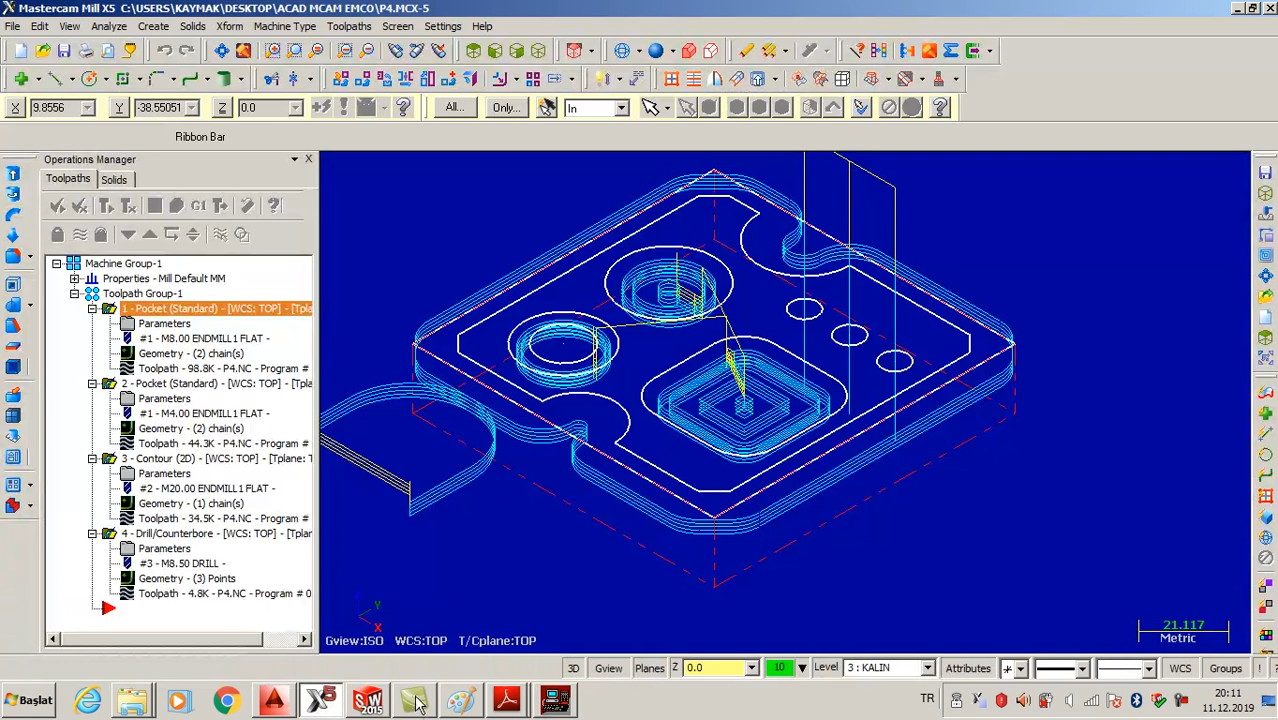 Mastercam Mill X5 C:\USERS\KAYMAK\DESKTOP\ACAD MCAM EMCO\P4.MCX-5
File Edit View Analyze Create Solids Xform Machine Type Toolpaths Screen Settings Help
G1
X 9.8556 Y -38.55051 Z 0.0 All... Only... In
Ribbon Bar
Operations Manager
Toolpaths Solids
Machine Group-1
Properties - Mill Default MM
Toolpath Group-1
1 - Pocket (Standard) - [WCS: TOP] - [Tpla
Parameters
#1 - M8.00 ENDMILL1 FLAT -
Geometry - (2) chain(s)
Toolpath - 98.8K - P4.NC - Program #
2 - Pocket (Standard) - [WCS: TOP] - [Tpla
Parameters
#1 - M4.00 ENDMILL1 FLAT -
Geometry - (2) chain(s)
Toolpath - 44.3K - P4.NC - Program #
3 - Contour (2D) - [WCS: TOP] - [Tplane: T
Parameters
#2 - M20.00 ENDMILL1 FLAT -
Geometry - (1) chain(s)
Toolpath - 34.5K - P4.NC - Program #
4 - Drill/Counterbore - [WCS: TOP] - [Tpla
Parameters
#3 - M8.50 DRILL -
Geometry - (3) Points
Toolpath - 4.8K - P4.NC - Program # 0
Y
X
Gview:ISO WCS:TOP T/Cplane:TOP
21.117
Metric
3D Gview Planes Z 0.0 10 Level 3 : KALIN Attributes WCS Groups
Başlat
SW
2015
TR
20:11
11.12.2019